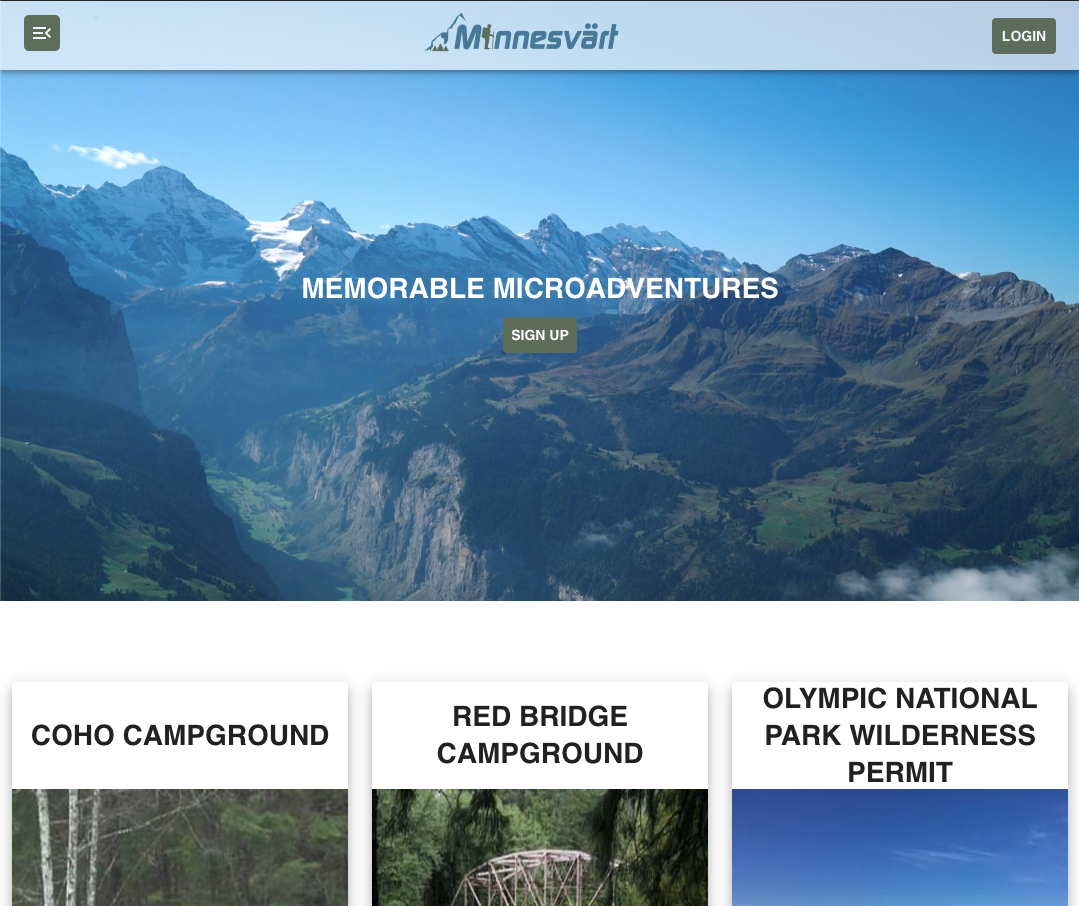 Minnesvärt
LOGIN
MEMORABLE MICROADVENTURES
SIGN UP
COHO CAMPGROUND
RED BRIDGE
CAMPGROUND
OLYMPIC NATIONAL
PARK WILDERNESS
PERMIT